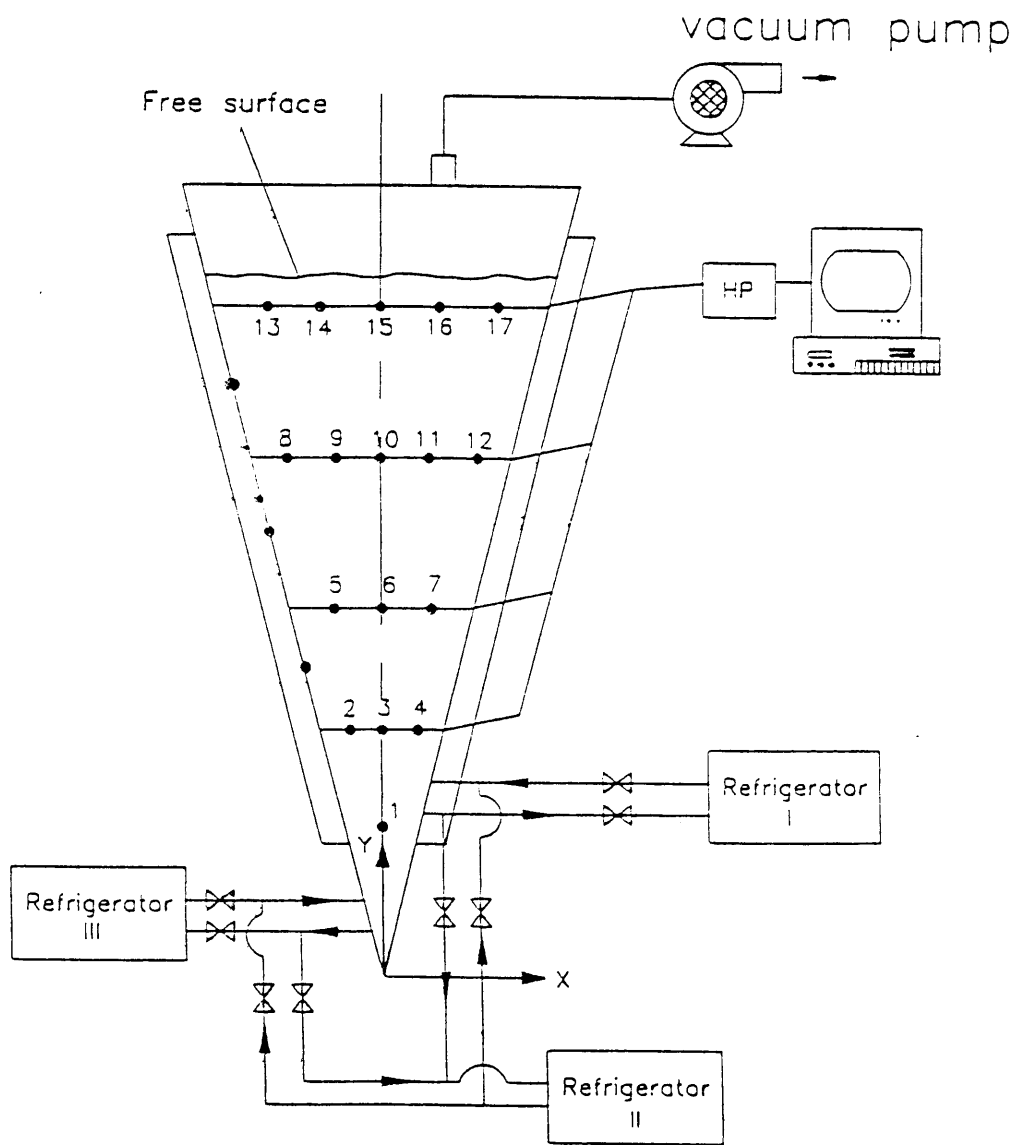 vacuum pump
Free surface
HP
13 14 15 16 17
8 9 10 11 12
5 6 7
2 3 4
1
Y
Refrigerator
I
Refrigerator
III
X
Refrigerator
II